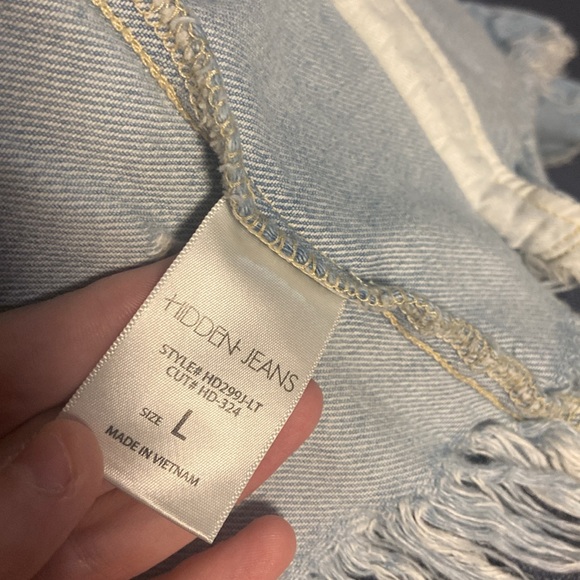 HIDDEN JEANS
STYLE# HD299J-LT
CUT# HD-324
SIZE L
MADE IN VIETNAM